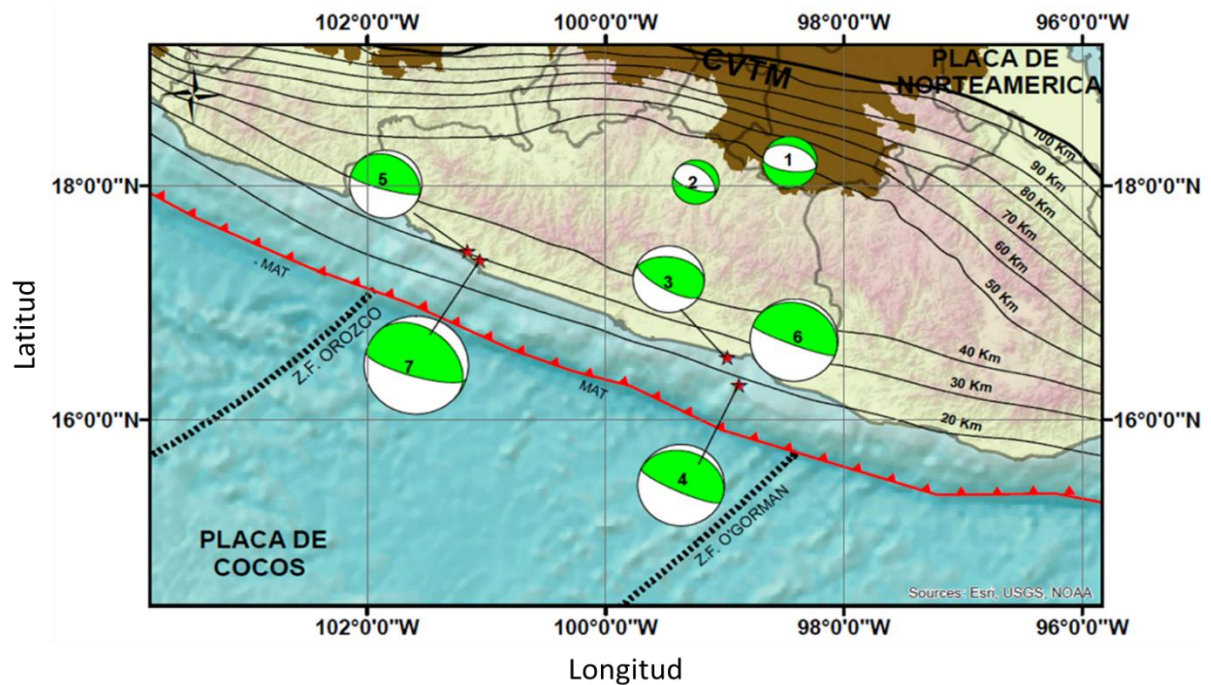 102°0'0"W 100°0'0"W 98°0'0"W 96°0'0"W
CVTM
PLACA DE
NORTEAMERICA
100 Km
90 Km
80 Km
70 Km
60 Km
50 Km
40 Km
30 Km
20 Km
1
2
5
3
6
7
4
18°0'0"N 18°0'0"N
16°0'0"N 16°0'0"N
MAT
MAT
Z.F. OROZCO
Z.F. O'GORMAN
PLACA DE
COCOS
Sources: Esri, USGS, NOAA
102°0'0"W 100°0'0"W 98°0'0"W 96°0'0"W
Latitud
Longitud